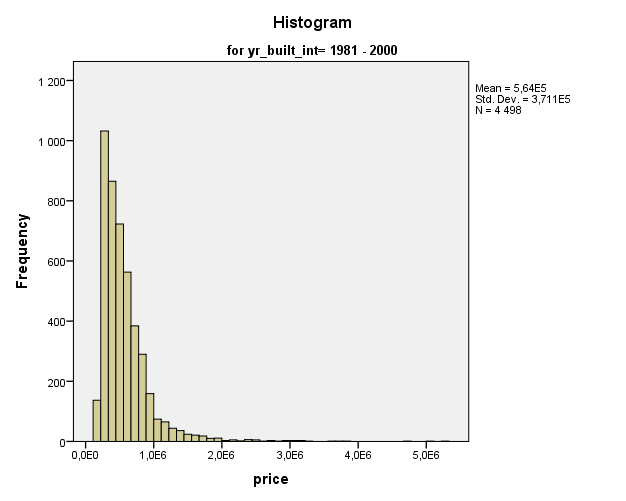 Histogram
for yr_built_int= 1981 - 2000
Mean = 5,64E5
Std. Dev. = 3,711E5
N = 4 498
Frequency
1 200
1 000
800
600
400
200
0
0,0E0 1,0E6 2,0E6 3,0E6 4,0E6 5,0E6
price